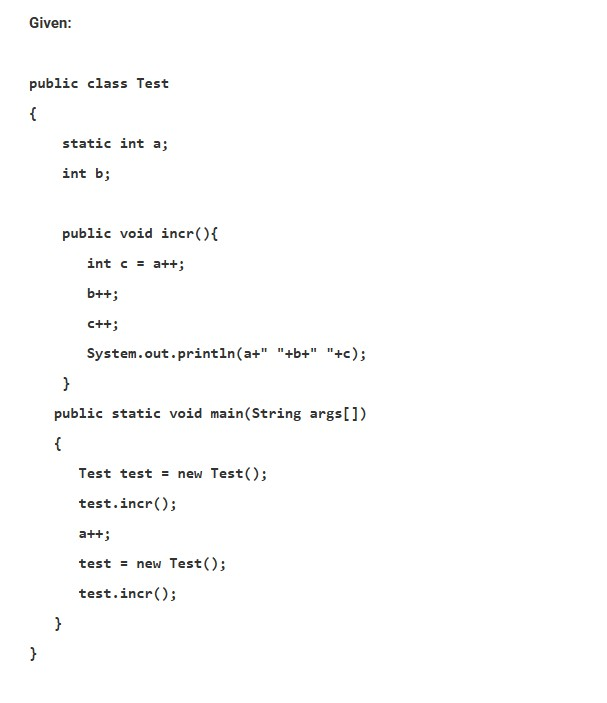 Given:
public class Test
{
static int a;
int b;
public void incr(){
int c = a++;
b++;
c++;
System.out.println(a+" "+b+" "+c);
}
public static void main(String args[])
{
Test test = new Test();
test.incr();
a++;
test = new Test();
test.incr();
}
}